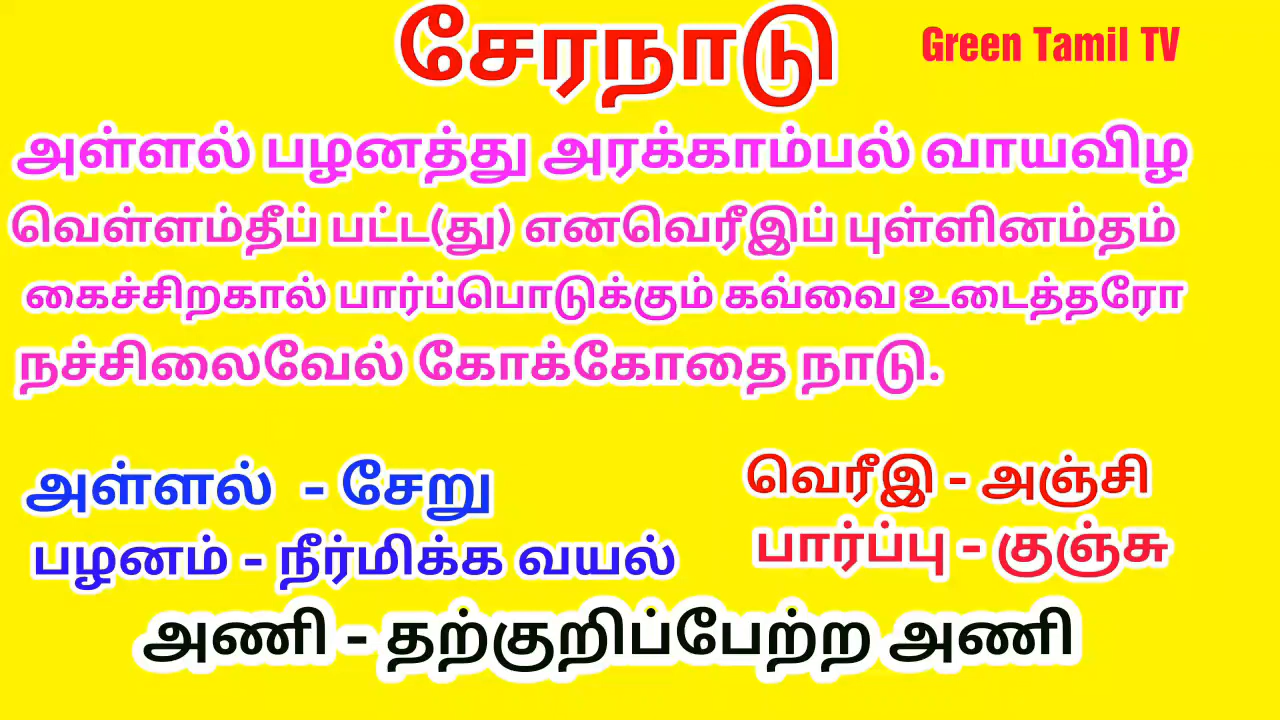 சேரநாடு
Green Tamil TV
அள்ளல் பழனத்து அரக்காம்பல் வாயவிழ
வெள்ளம்தீப் பட்ட(து) எனவெரீஇப் புள்ளினம்தம்
கைச்சிறகால் பார்ப்பொடுக்கும் கவ்வை உடைத்தரோ
நச்சிலைவேல் கோக்கோதை நாடு.
அள்ளல் - சேறு
வெரீஇ - அஞ்சி
பழனம் - நீர்மிக்க வயல்
பார்ப்பு - குஞ்சு
அணி - தற்குறிப்பேற்ற அணி